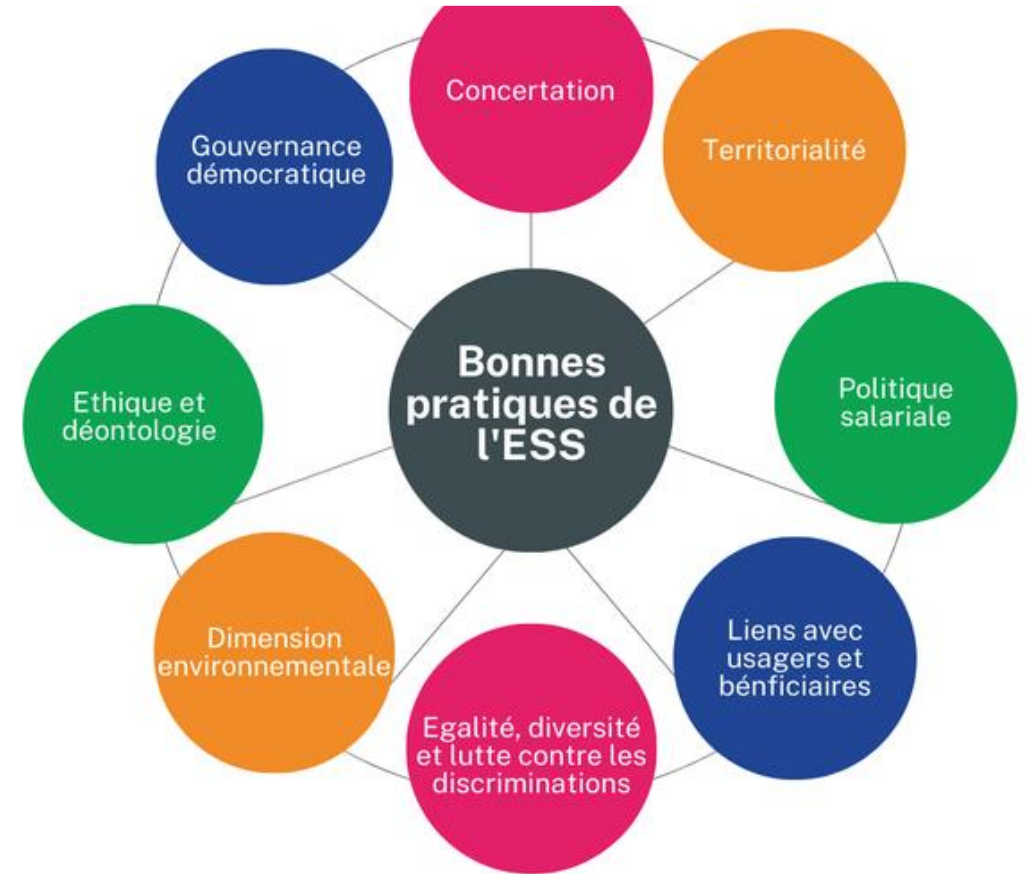 Concertation
Territorialité
Gouvernance
démocratique
Bonnes
pratiques de
l'ESS
Politique
salariale
Ethique et
déontologie
Liens avec
usagers et
bénficiaires
Dimension
environnementale
Egalité, diversité
et lutte contre les
discriminations